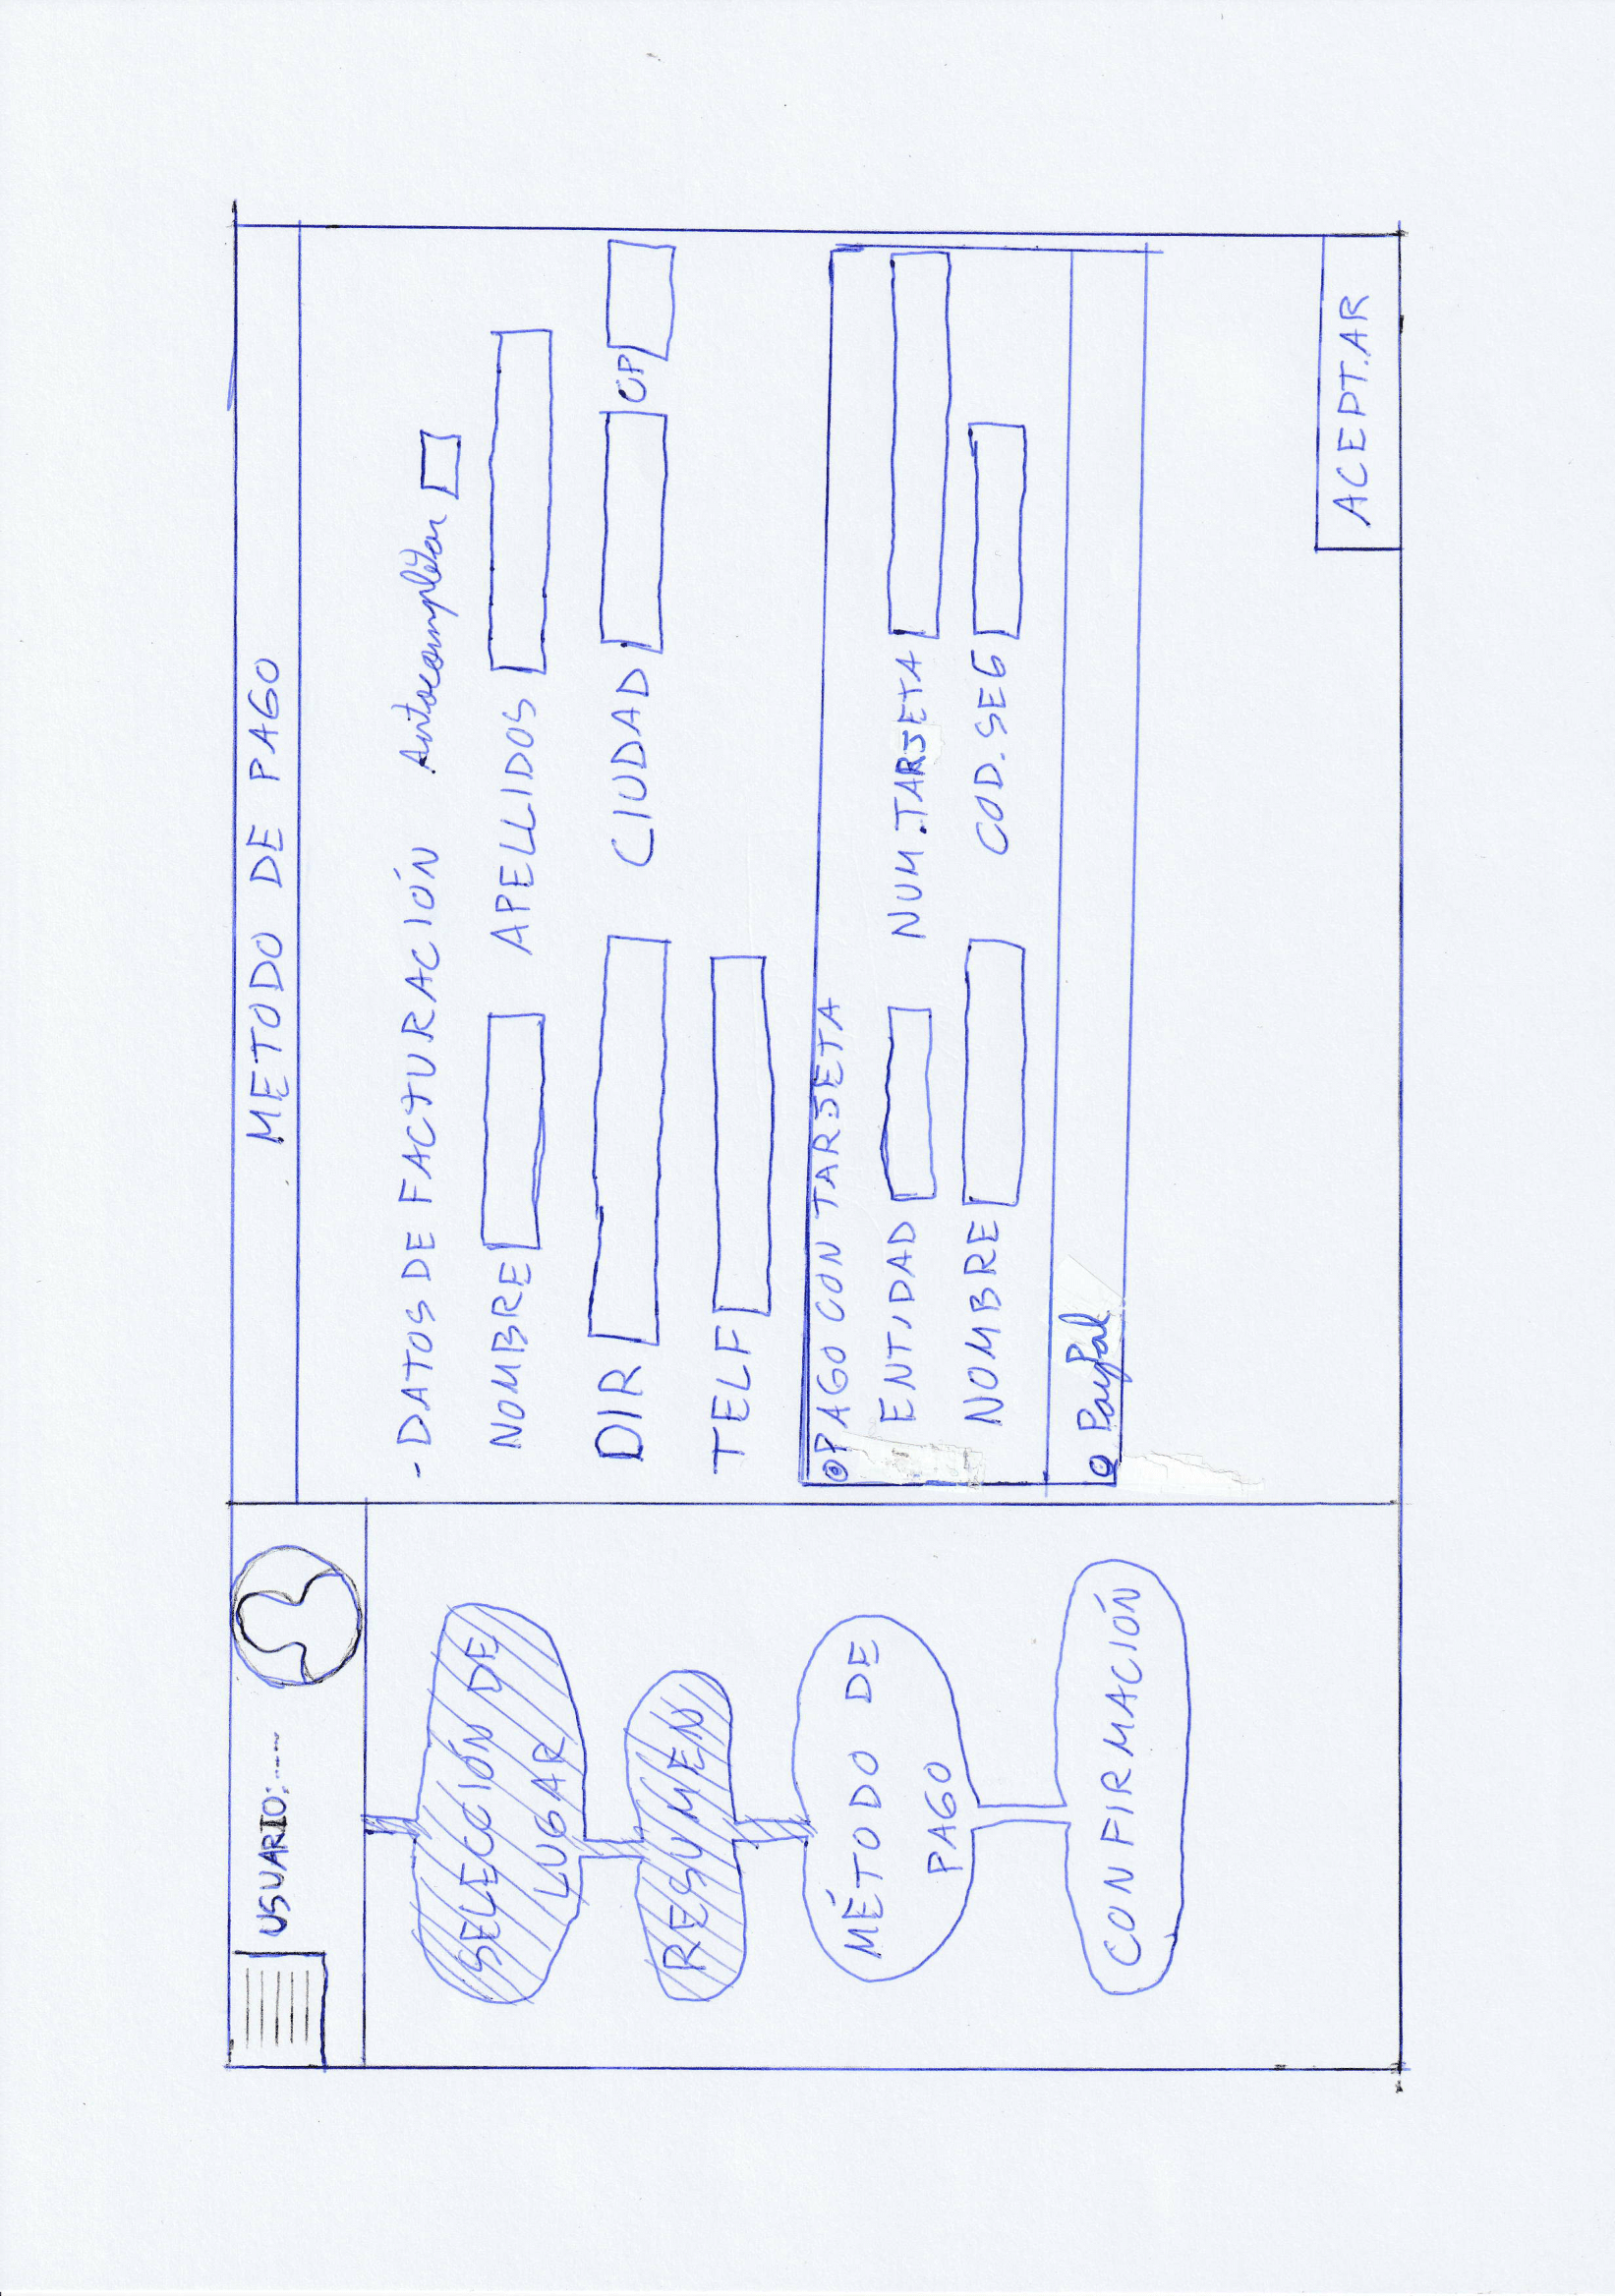 USUARIO:----
SELECCIÓN DE
LUGAR
RESUMEN
MÉTODO DE
PAGO
CONFIRMACIÓN
METODO DE PAGO
- DATOS DE FACTURACIÓN Autocompletar
NOMBRE APELLIDOS
DIR CIUDAD CP
TELF
PAGO CON TARJETA
ENTIDAD NUM.TARJETA
NOMBRE COD.SEG
PayPal
ACEPTAR